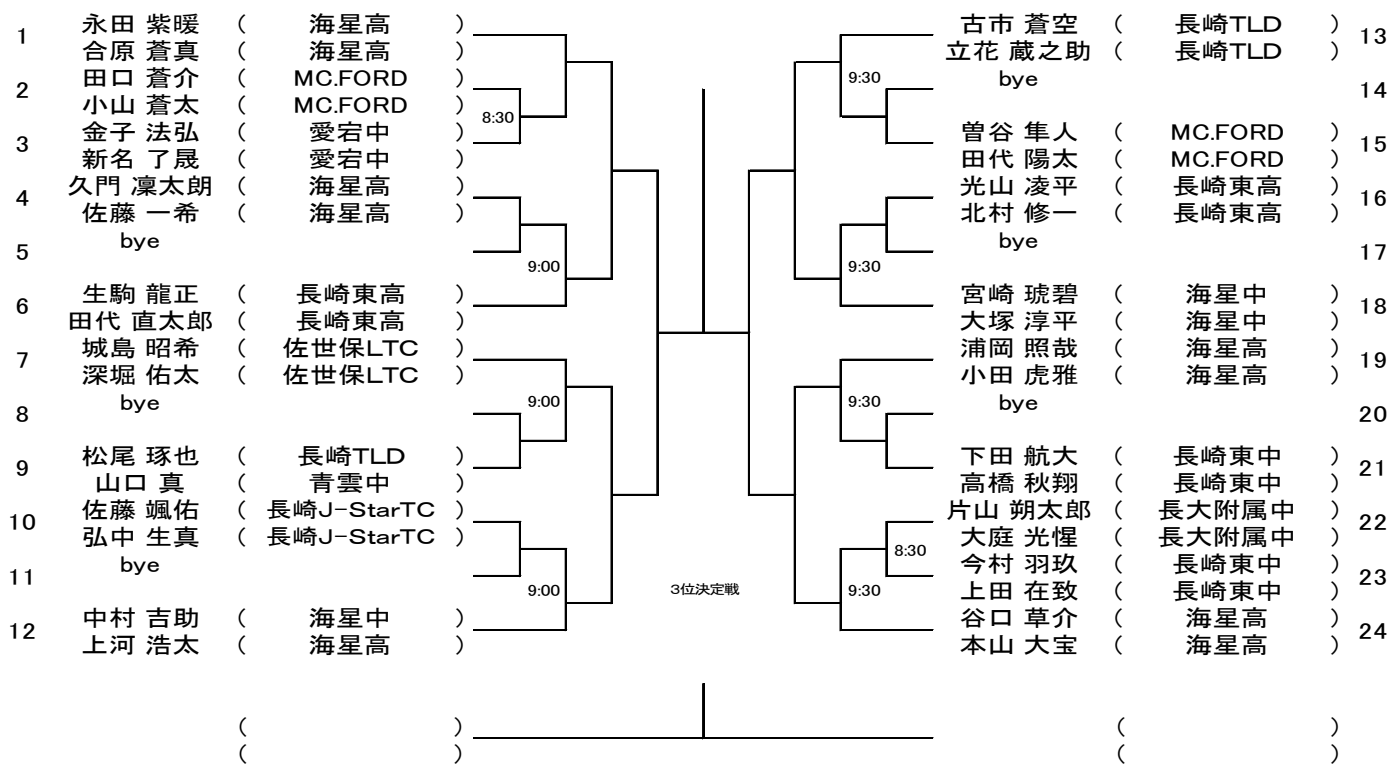 1 永田 紫暖 ( 海星高 )
合原 蒼真 ( 海星高 )
2 田口 蒼介 ( MC.FORD )
小山 蒼太 ( MC.FORD )
8:30
3 金子 法弘 ( 愛宕中 )
新名 了晟 ( 愛宕中 )
4 久門 凜太朗 ( 海星高 )
佐藤 一希 ( 海星高 )
5 bye
9:00
6 生駒 龍正 ( 長崎東高 )
田代 直太郎 ( 長崎東高 )
7 城島 昭希 ( 佐世保LTC )
深堀 佑太 ( 佐世保LTC )
8 bye
9:00
9 松尾 琢也 ( 長崎TLD )
山口 真 ( 青雲中 )
10 佐藤 颯佑 ( 長崎J-StarTC )
弘中 生真 ( 長崎J-StarTC )
11 bye
9:00
12 中村 吉助 ( 海星中 )
上河 浩太 ( 海星高 )
3位決定戦
古市 蒼空 ( 長崎TLD ) 13
立花 蔵之助 ( 長崎TLD )
9:30
bye 14
曽谷 隼人 ( MC.FORD ) 15
田代 陽太 ( MC.FORD )
光山 凌平 ( 長崎東高 ) 16
北村 修一 ( 長崎東高 )
bye 17
9:30
宮崎 琥碧 ( 海星中 ) 18
大塚 淳平 ( 海星中 )
浦岡 照哉 ( 海星高 ) 19
小田 虎雅 ( 海星高 )
9:30
bye 20
下田 航大 ( 長崎東中 ) 21
高橋 秋翔 ( 長崎東中 )
片山 朔太郎 ( 長大附属中 ) 22
大庭 光惺 ( 長大附属中 )
8:30
今村 羽玖 ( 長崎東中 ) 23
上田 在致 ( 長崎東中 )
9:30
谷口 草介 ( 海星高 ) 24
本山 大宝 ( 海星高 )
( ) ( )
( ) ( )